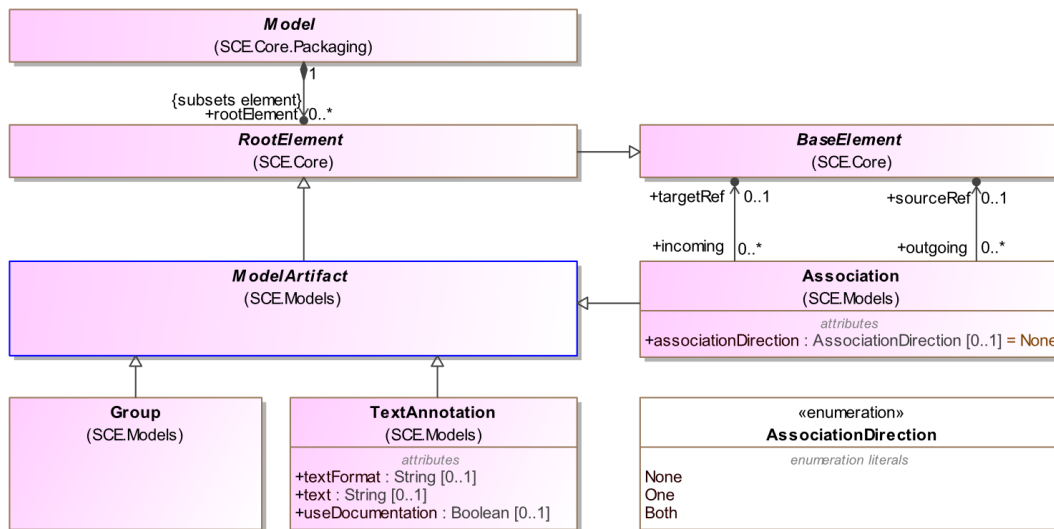 Model
(SCE.Core.Packaging)
1
{subsets element}
+rootElement 0..*
RootElement
(SCE.Core)
BaseElement
(SCE.Core)
+targetRef 0..1
+sourceRef 0..1
+incoming 0..*
+outgoing 0..*
ModelArtifact
(SCE.Models)
Association
(SCE.Models)
attributes
+associationDirection : AssociationDirection [0..1] = None
Group
(SCE.Models)
TextAnnotation
(SCE.Models)
attributes
+textFormat : String [0..1]
+text : String [0..1]
+useDocumentation : Boolean [0..1]
«enumeration»
AssociationDirection
enumeration literals
None
One
Both